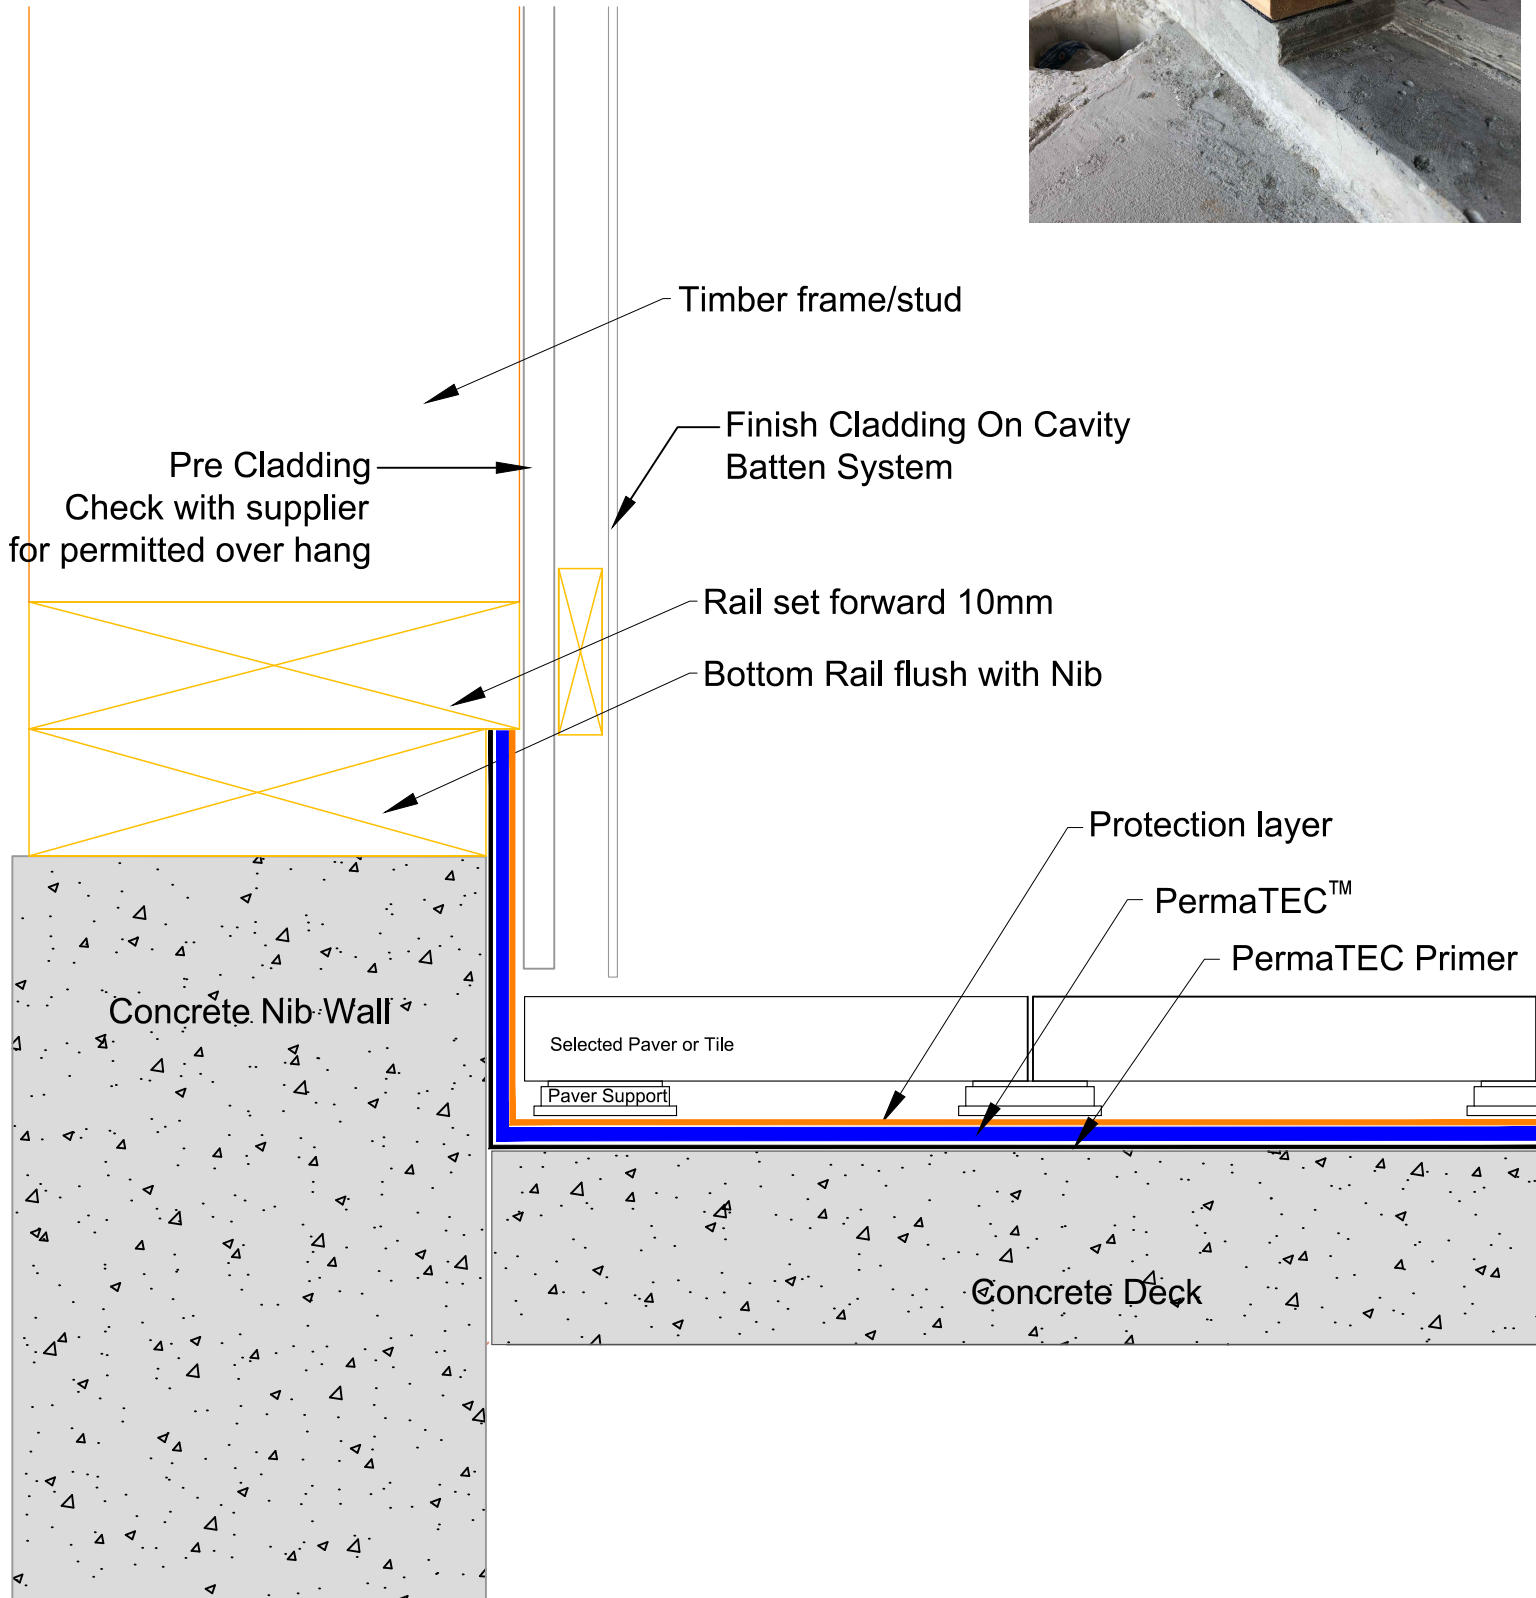 Timber frame/stud
Finish Cladding On Cavity
Batten System
Pre Cladding
Check with supplier
for permitted over hang
Rail set forward 10mm
Bottom Rail flush with Nib
Protection layer
PermaTEC™
PermaTEC Primer
Concrete Nib Wall
Selected Paver or Tile
Paver Support
Concrete Deck